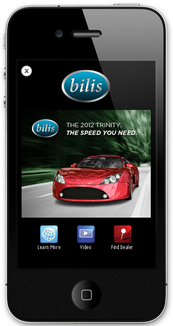 bilis
bilis
THE 2012 TRINITY.
THE SPEED YOU NEED.
Learn More
Video
Find Dealer